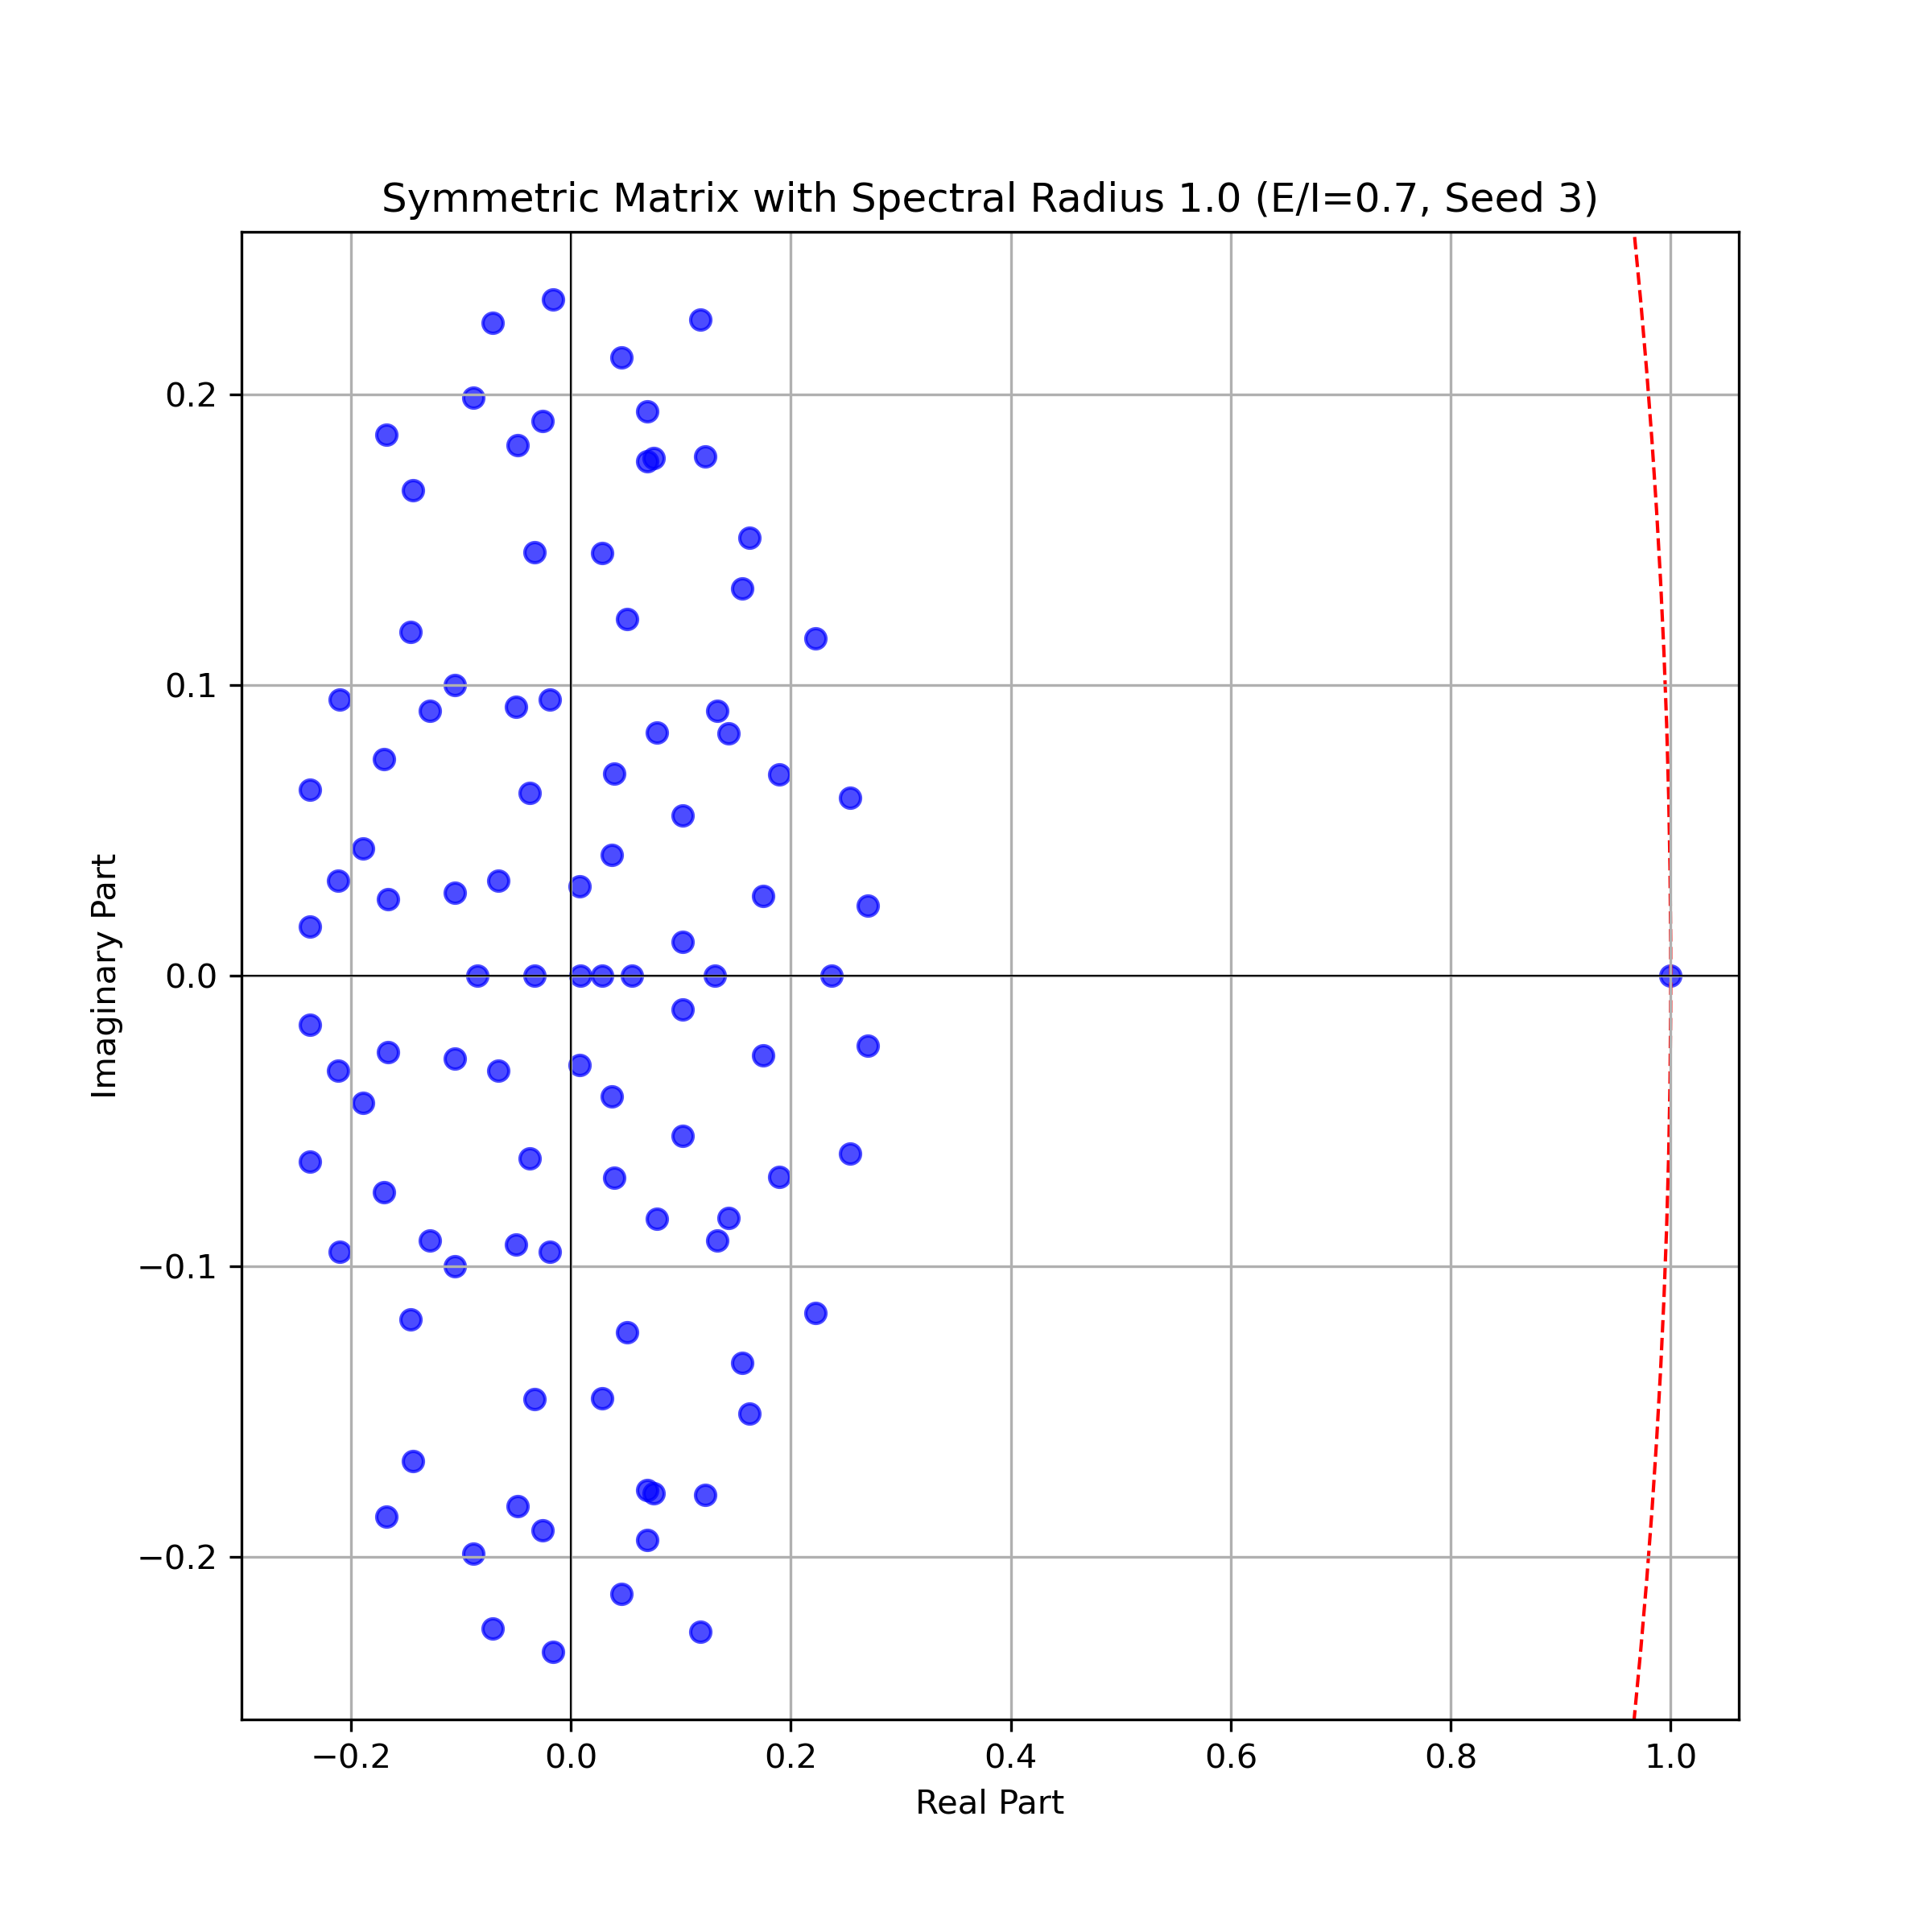 Symmetric Matrix with Spectral Radius 1.0 (E/I=0.7, Seed 3)
Imaginary Part
0.2
0.1
0.0
−0.1
−0.2
−0.2 0.0 0.2 0.4 0.6 0.8 1.0
Real Part